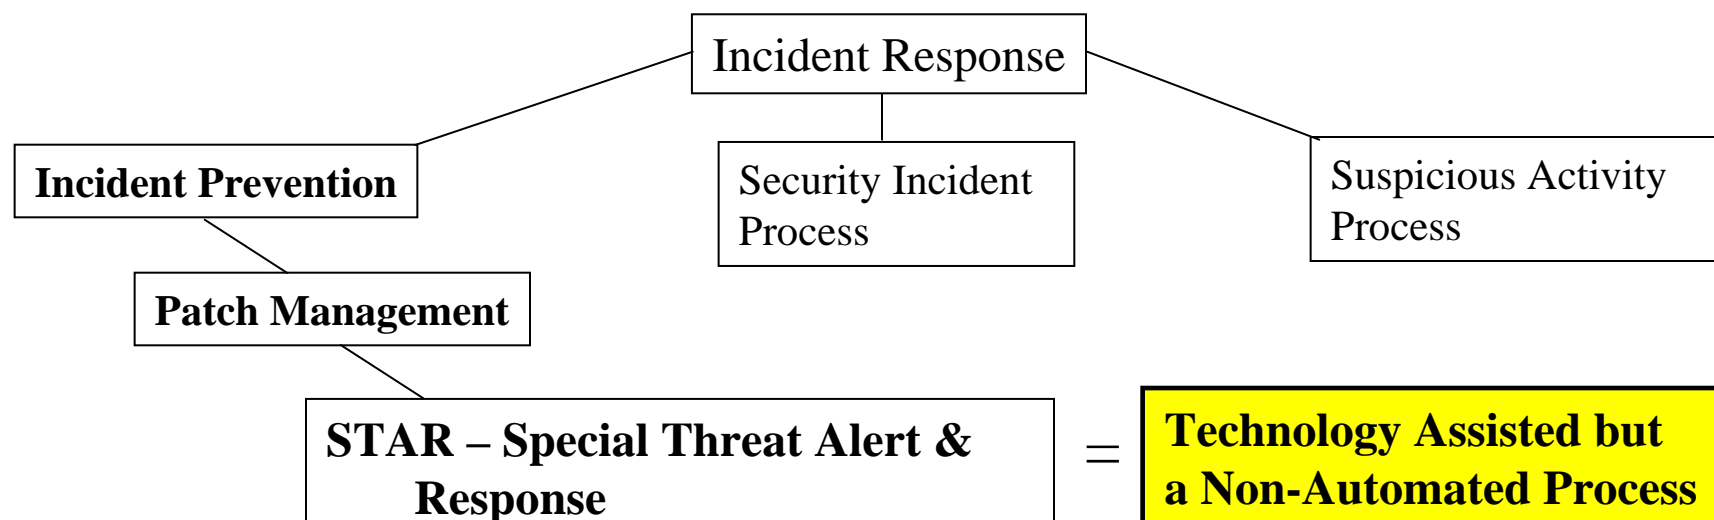 Incident Response
Incident Prevention
Security Incident
Process
Suspicious Activity
Process
Patch Management
STAR – Special Threat Alert &
Response
=
Technology Assisted but
a Non-Automated Process